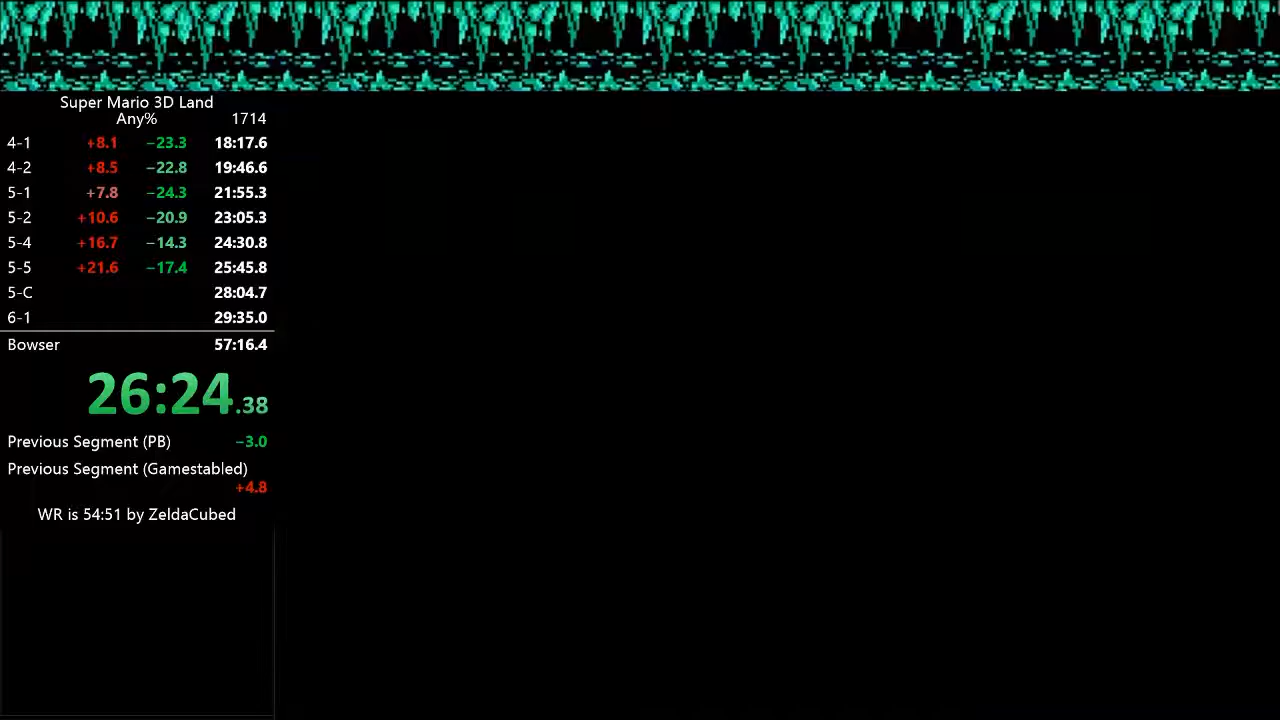 Super Mario 3D Land
Any% 1714
4-1 +8.1 −23.3 18:17.6
4-2 +8.5 −22.8 19:46.6
5-1 +7.8 −24.3 21:55.3
5-2 +10.6 −20.9 23:05.3
5-4 +16.7 −14.3 24:30.8
5-5 +21.6 −17.4 25:45.8
5-C 28:04.7
6-1 29:35.0
Bowser 57:16.4
26:24.38
Previous Segment (PB) −3.0
Previous Segment (Gamestabled)
+4.8
WR is 54:51 by ZeldaCubed